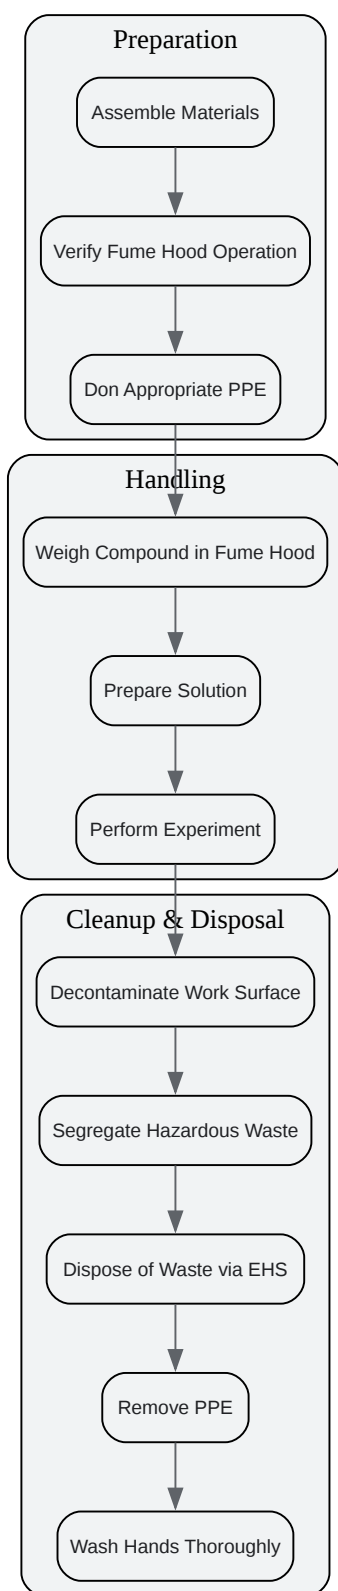 Preparation
Assemble Materials
Verify Fume Hood Operation
Don Appropriate PPE
Handling
Weigh Compound in Fume Hood
Prepare Solution
Perform Experiment
Cleanup & Disposal
Decontaminate Work Surface
Segregate Hazardous Waste
Dispose of Waste via EHS
Remove PPE
Wash Hands Thoroughly